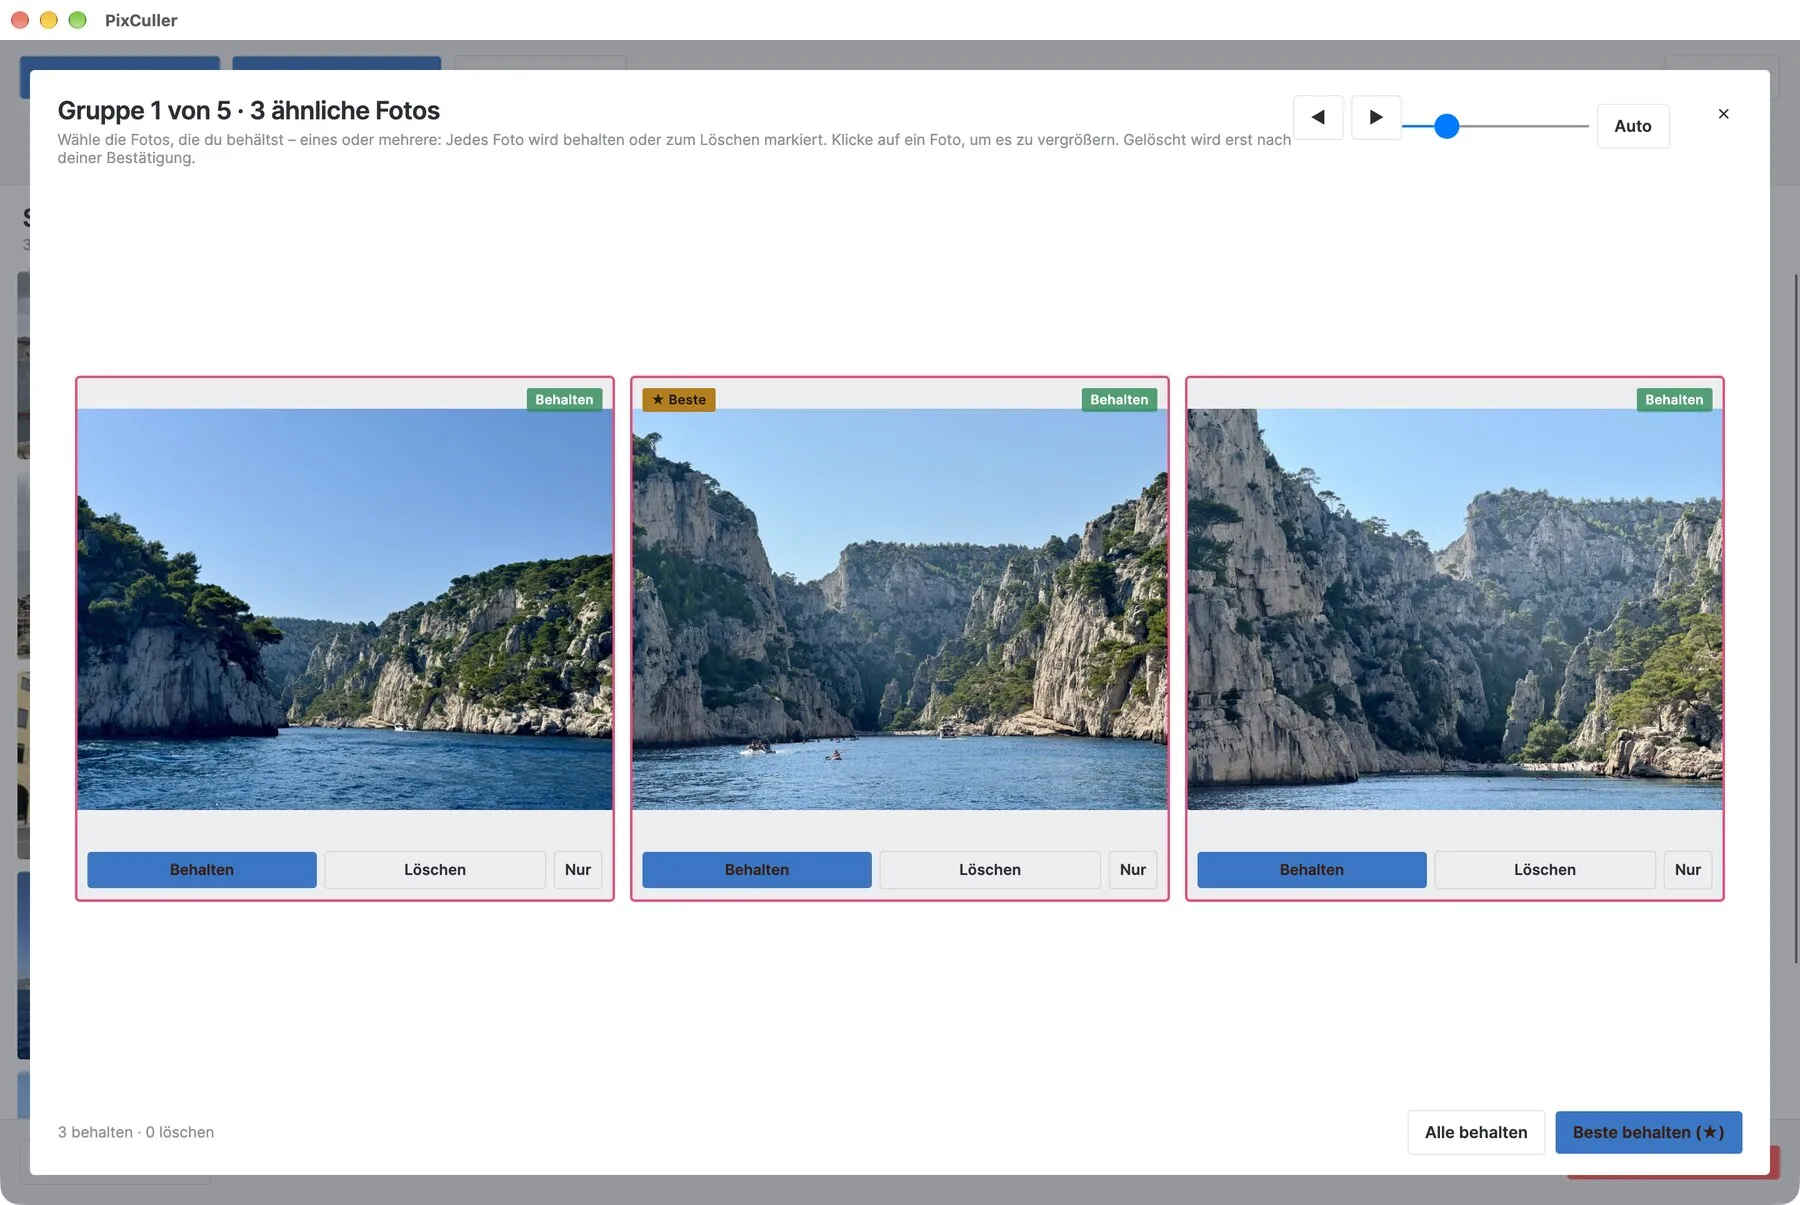 PixCuller
Gruppe 1 von 5 · 3 ähnliche Fotos
Wähle die Fotos, die du behältst – eines oder mehrere: Jedes Foto wird behalten oder zum Löschen markiert. Klicke auf ein Foto, um es zu vergrößern. Gelöscht wird erst nach
deiner Bestätigung.
◀ ▶ Auto ×
Behalten
★ Beste Behalten
Behalten
Behalten Löschen Nur
Behalten Löschen Nur
Behalten Löschen Nur
3 behalten · 0 löschen
Alle behalten Beste behalten (★)